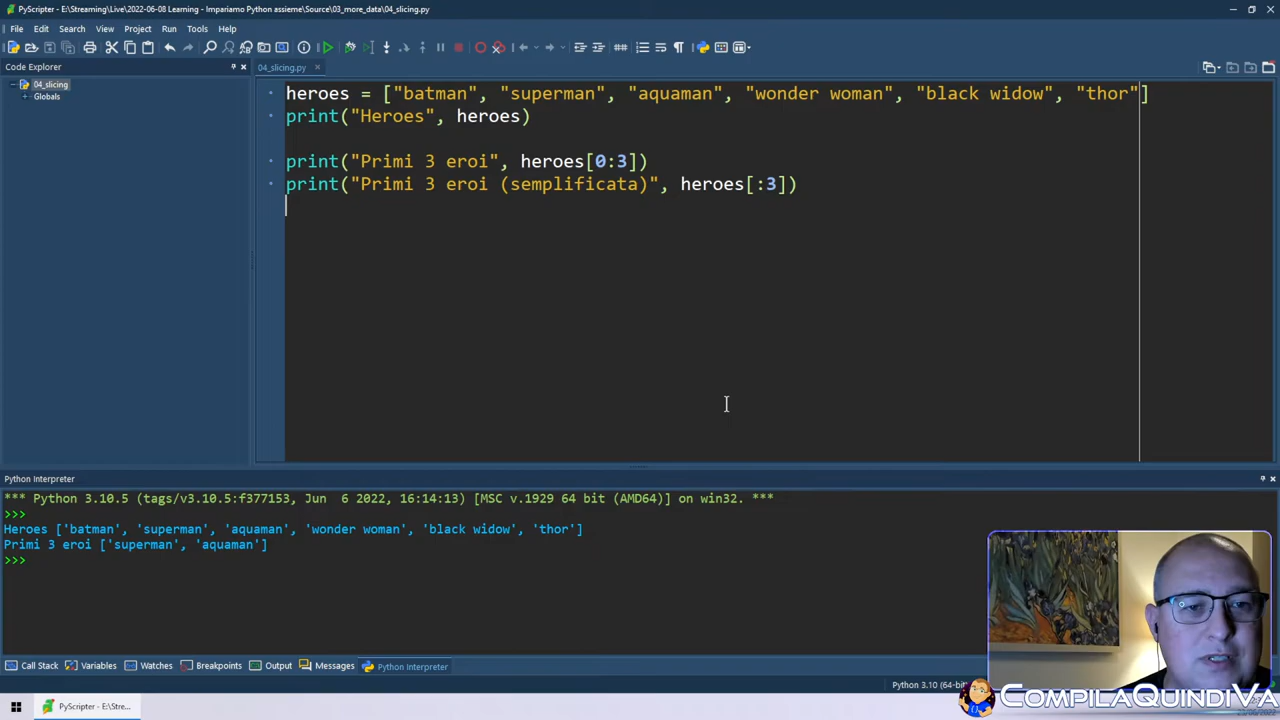 PyScripter - E:\Streaming\Live\2022-06-08 Learning - Impariamo Python assieme\Source\03_more_data\04_slicing.py
File Edit Search View Project Run Tools Help
Code Explorer
04_slicing
Globals
04_slicing.py
heroes = ["batman", "superman", "aquaman", "wonder woman", "black widow", "thor"]
print("Heroes", heroes)
print("Primi 3 eroi", heroes[0:3])
print("Primi 3 eroi (semplificata)", heroes[:3])
Python Interpreter
*** Python 3.10.5 (tags/v3.10.5:f377153, Jun 6 2022, 16:14:13) [MSC v.1929 64 bit (AMD64)] on win32. ***
>>>
Heroes ['batman', 'superman', 'aquaman', 'wonder woman', 'black widow', 'thor']
Primi 3 eroi ['superman', 'aquaman']
>>>
Call Stack Variables Watches Breakpoints Output Messages Python Interpreter
Python 3.10 (64-bit)
PyScripter - E:\Stre...
CompilaQuindiVa